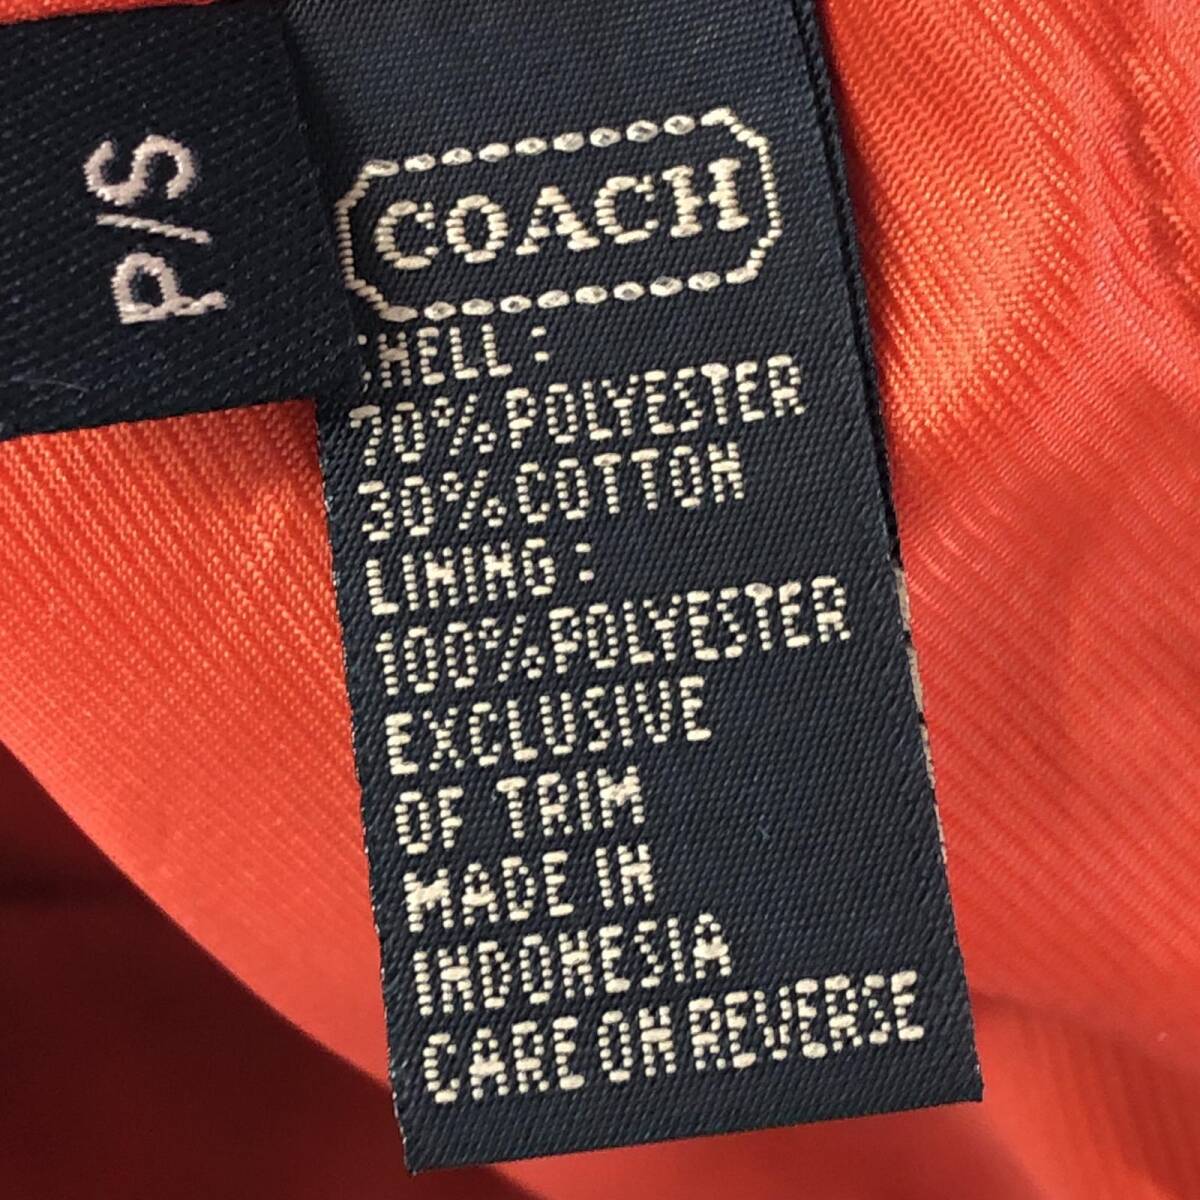 P/S
COACH
SHELL:
70% POLYESTER
30% COTTON
LINING:
100% POLYESTER
EXCLUSIVE
OF TRIM
MADE IN
INDONESIA
CARE ON REVERSE